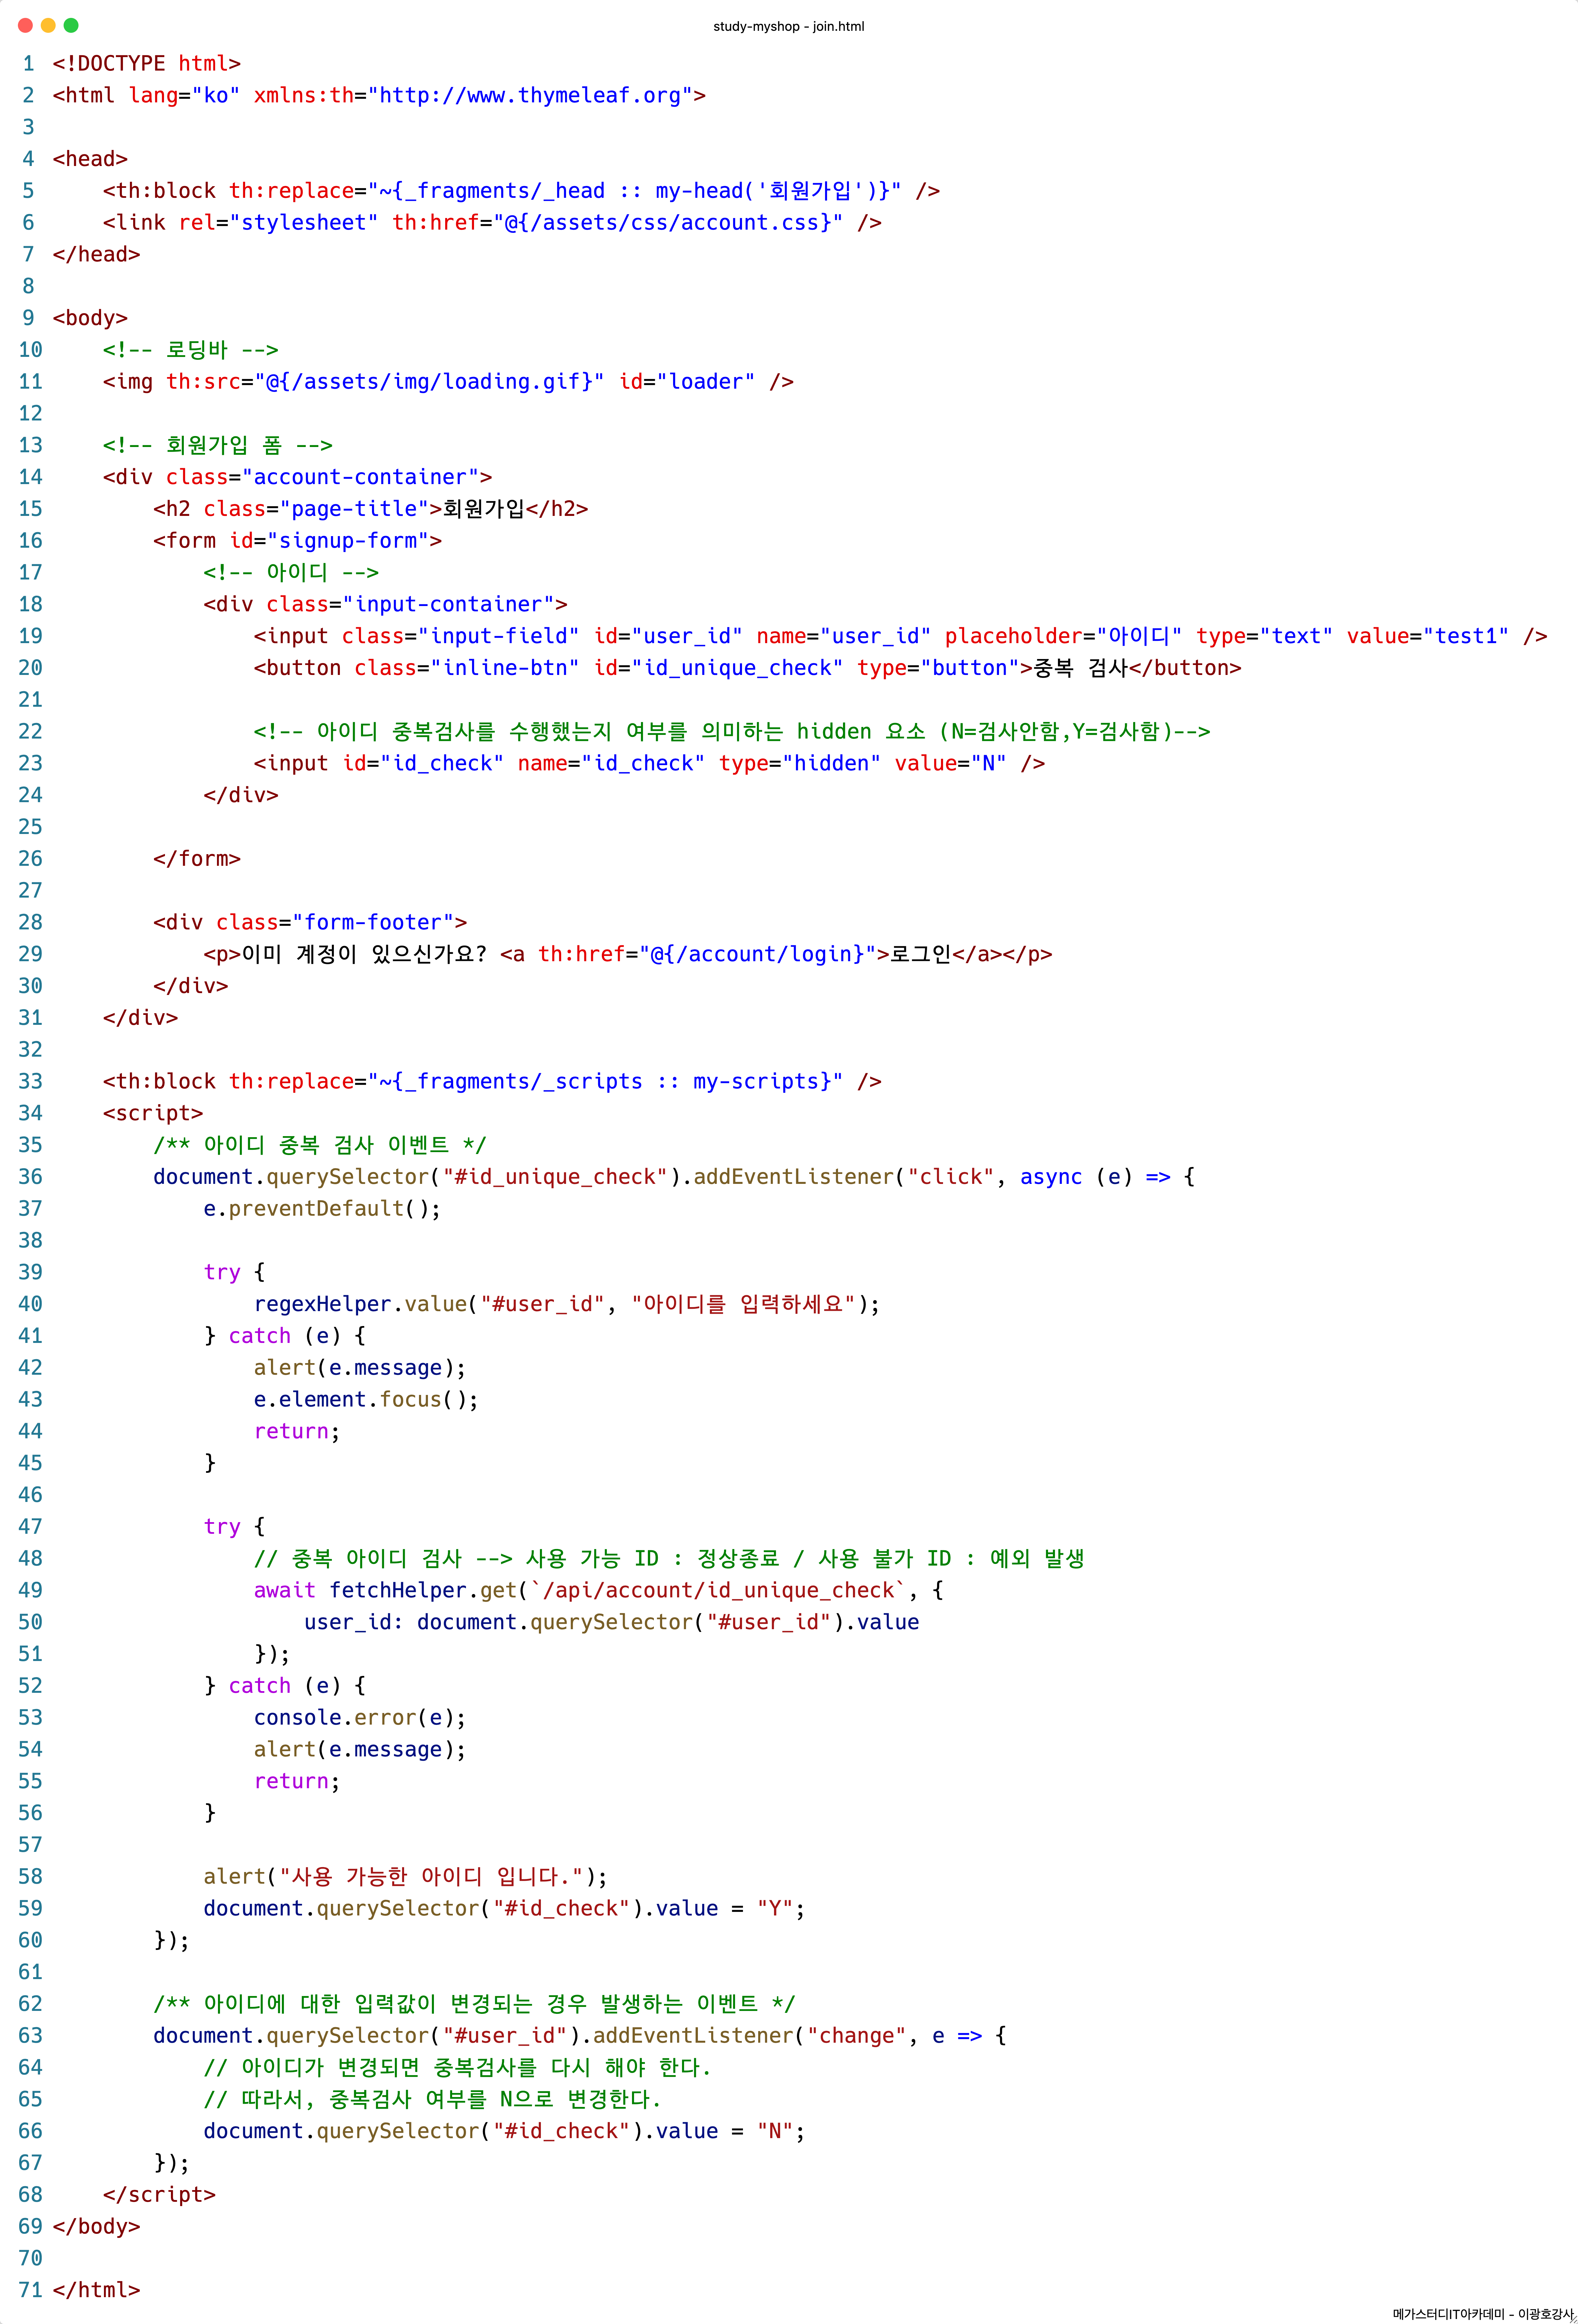 study-myshop - join.html
1 <!DOCTYPE html>
2 <html lang="ko" xmlns:th="http://www.thymeleaf.org">
3
4 <head>
5     <th:block th:replace="~{_fragments/_head :: my-head('회원가입')}" />
6     <link rel="stylesheet" th:href="@{/assets/css/account.css}" />
7 </head>
8
9 <body>
10     <!-- 로딩바 -->
11     <img th:src="@{/assets/img/loading.gif}" id="loader" />
12
13     <!-- 회원가입 폼 -->
14     <div class="account-container">
15         <h2 class="page-title">회원가입</h2>
16         <form id="signup-form">
17             <!-- 아이디 -->
18             <div class="input-container">
19                 <input class="input-field" id="user_id" name="user_id" placeholder="아이디" type="text" value="test1" />
20                 <button class="inline-btn" id="id_unique_check" type="button">중복 검사</button>
21
22                 <!-- 아이디 중복검사를 수행했는지 여부를 의미하는 hidden 요소 (N=검사안함,Y=검사함)-->
23                 <input id="id_check" name="id_check" type="hidden" value="N" />
24             </div>
25
26         </form>
27
28         <div class="form-footer">
29             <p>이미 계정이 있으신가요? <a th:href="@{/account/login}">로그인</a></p>
30         </div>
31     </div>
32
33     <th:block th:replace="~{_fragments/_scripts :: my-scripts}" />
34     <script>
35         /** 아이디 중복 검사 이벤트 */
36         document.querySelector("#id_unique_check").addEventListener("click", async (e) => {
37             e.preventDefault();
38
39             try {
40                 regexHelper.value("#user_id", "아이디를 입력하세요");
41             } catch (e) {
42                 alert(e.message);
43                 e.element.focus();
44                 return;
45             }
46
47             try {
48                 // 중복 아이디 검사 --> 사용 가능 ID : 정상종료 / 사용 불가 ID : 예외 발생
49                 await fetchHelper.get(`/api/account/id_unique_check`, {
50                     user_id: document.querySelector("#user_id").value
51                 });
52             } catch (e) {
53                 console.error(e);
54                 alert(e.message);
55                 return;
56             }
57
58             alert("사용 가능한 아이디 입니다.");
59             document.querySelector("#id_check").value = "Y";
60         });
61
62         /** 아이디에 대한 입력값이 변경되는 경우 발생하는 이벤트 */
63         document.querySelector("#user_id").addEventListener("change", e => {
64             // 아이디가 변경되면 중복검사를 다시 해야 한다.
65             // 따라서, 중복검사 여부를 N으로 변경한다.
66             document.querySelector("#id_check").value = "N";
67         });
68     </script>
69 </body>
70
71 </html>
메가스터디IT아카데미 - 이광호강사